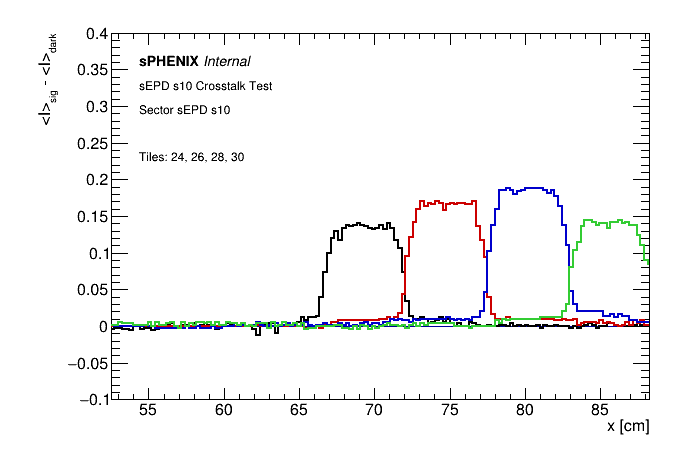 <I>sig - <I>dark
0.4
0.35
0.3
0.25
0.2
0.15
0.1
0.05
0
−0.05
−0.1
sPHENIX Internal
sEPD s10 Crosstalk Test
Sector sEPD s10
Tiles: 24, 26, 28, 30
55 60 65 70 75 80 85
x [cm]